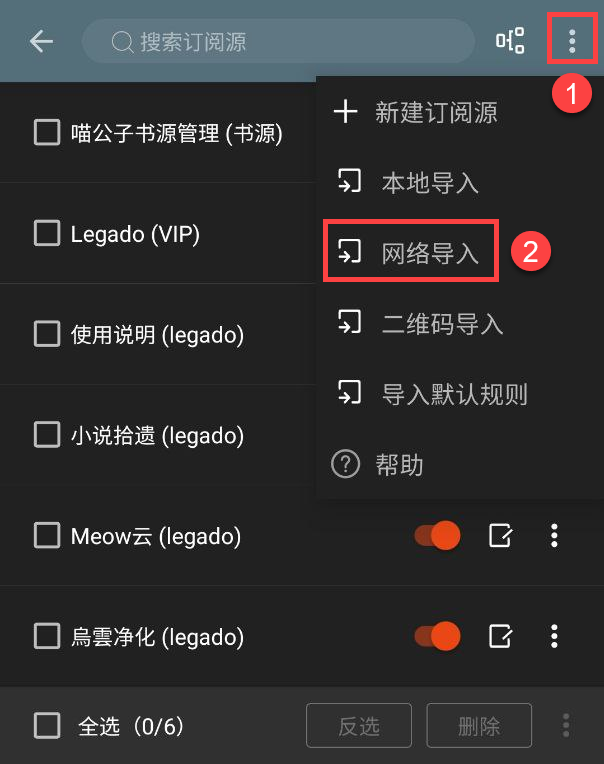 搜索订阅源
1
新建订阅源
喵公子书源管理 (书源)
本地导入
Legado (VIP)
网络导入
2
二维码导入
使用说明 (legado)
导入默认规则
小说拾遗 (legado)
帮助
Meow云 (legado)
烏雲净化 (legado)
全选（0/6）
反选
删除